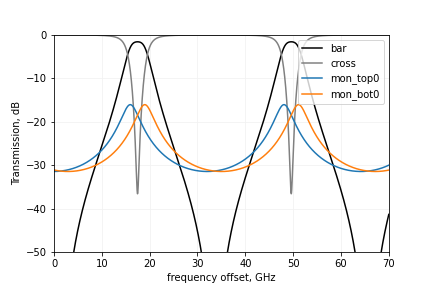 Transmission, dB
0
−10
−20
−30
−40
−50
bar
cross
mon_top0
mon_bot0
0 10 20 30 40 50 60 70
frequency offset, GHz